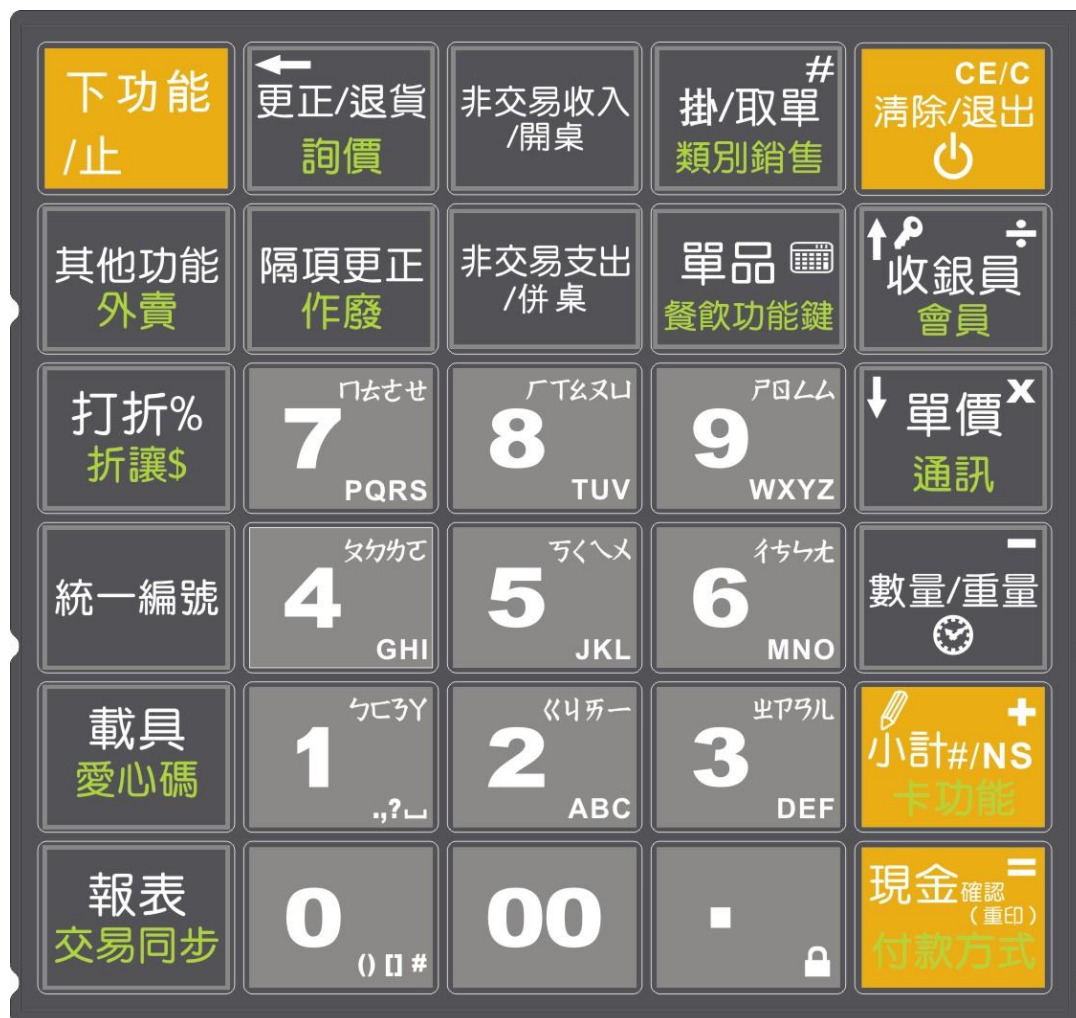 下功能
/止
更正/退貨
詢價
非交易收入
/開桌
#
掛/取單
類別銷售
CE/C
清除/退出
其他功能
外賣
隔項更正
作廢
非交易支出
/併桌
單品
餐飲功能鍵
÷
收銀員
會員
打折%
折讓$
ㄇㄊㄜㄝ
7
PQRS
ㄏㄒㄠㄡㄩ
8
TUV
ㄕㄖㄥㄙ
9
WXYZ
x
單價
通訊
統一編號
ㄆㄉㄌㄛ
4
GHI
ㄎㄑㄟㄨ
5
JKL
ㄔㄘㄣㄤ
6
MNO
-
數量/重量
載具
愛心碼
ㄅㄈㄋㄚ
1
.,?⌴
ㄍㄐㄞㄧ
2
ABC
ㄓㄗㄢㄦ
3
DEF
+
小計#/NS
卡功能
報表
交易同步
0
() [] #
00
.
=
現金確認
(重印)
付款方式